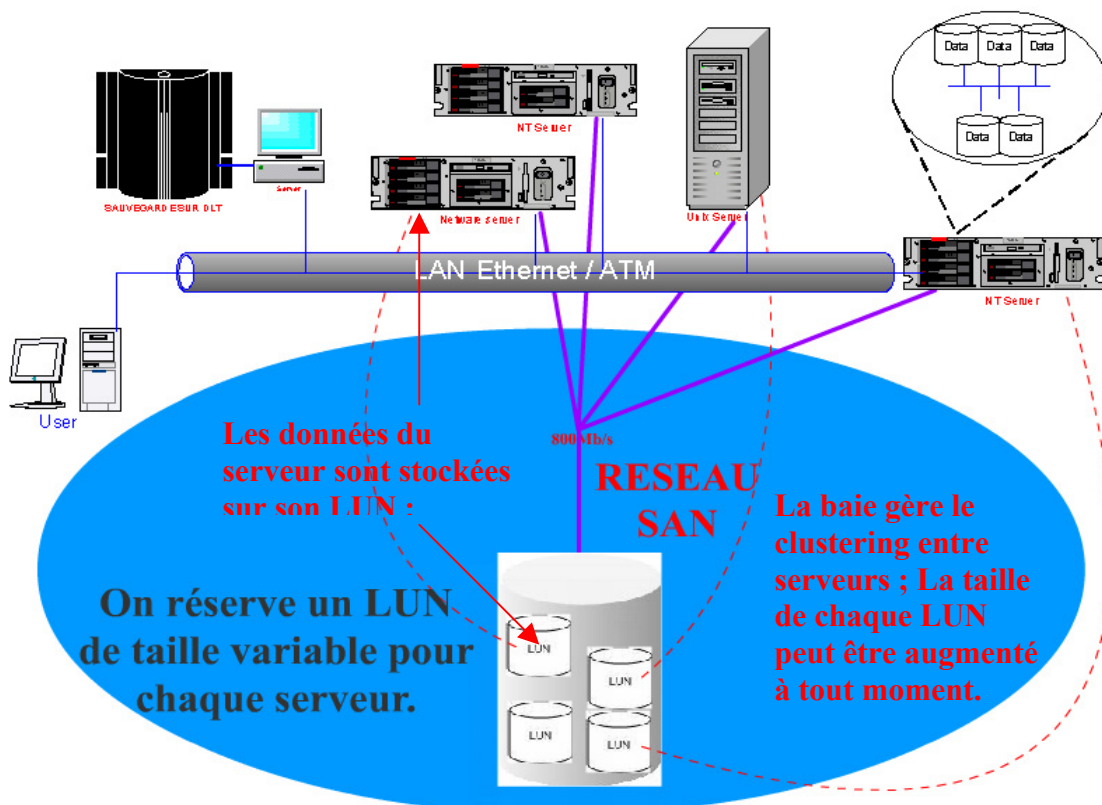 Data
Data
Data
Data
Data
NT Server
SAUVEGARDE SUR DLT
Server
Netware server
Unix Server
LAN Ethernet / ATM
NT Server
User
800Mb/s
Les données du
serveur sont stockées
sur son LUN :
RESEAU
SAN
La baie gère le
clustering entre
serveurs ; La taille
de chaque LUN
peut être augmenté
à tout moment.
On réserve un LUN
de taille variable pour
chaque serveur.
LUN
LUN
LUN
LUN